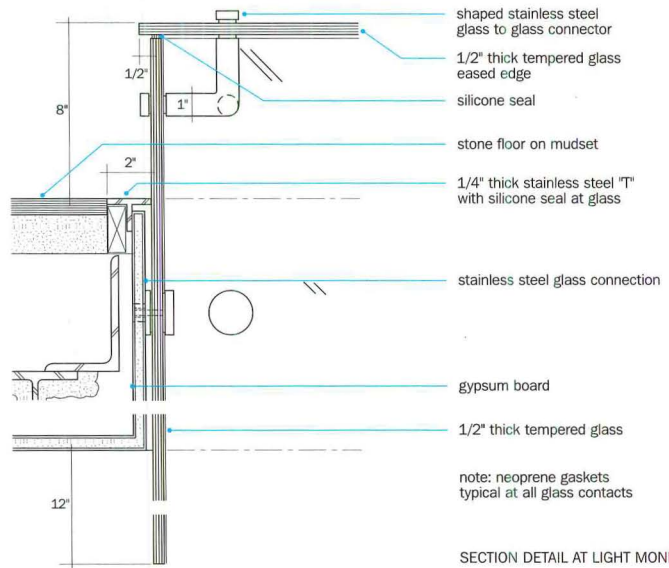 shaped stainless steel
glass to glass connector
1/2" thick tempered glass
eased edge
1/2"
silicone seal
8"
1"
stone floor on mudset
2"
1/4" thick stainless steel "T"
with silicone seal at glass
stainless steel glass connection
gypsum board
1/2" thick tempered glass
12"
note: neoprene gaskets
typical at all glass contacts
SECTION DETAIL AT LIGHT MON